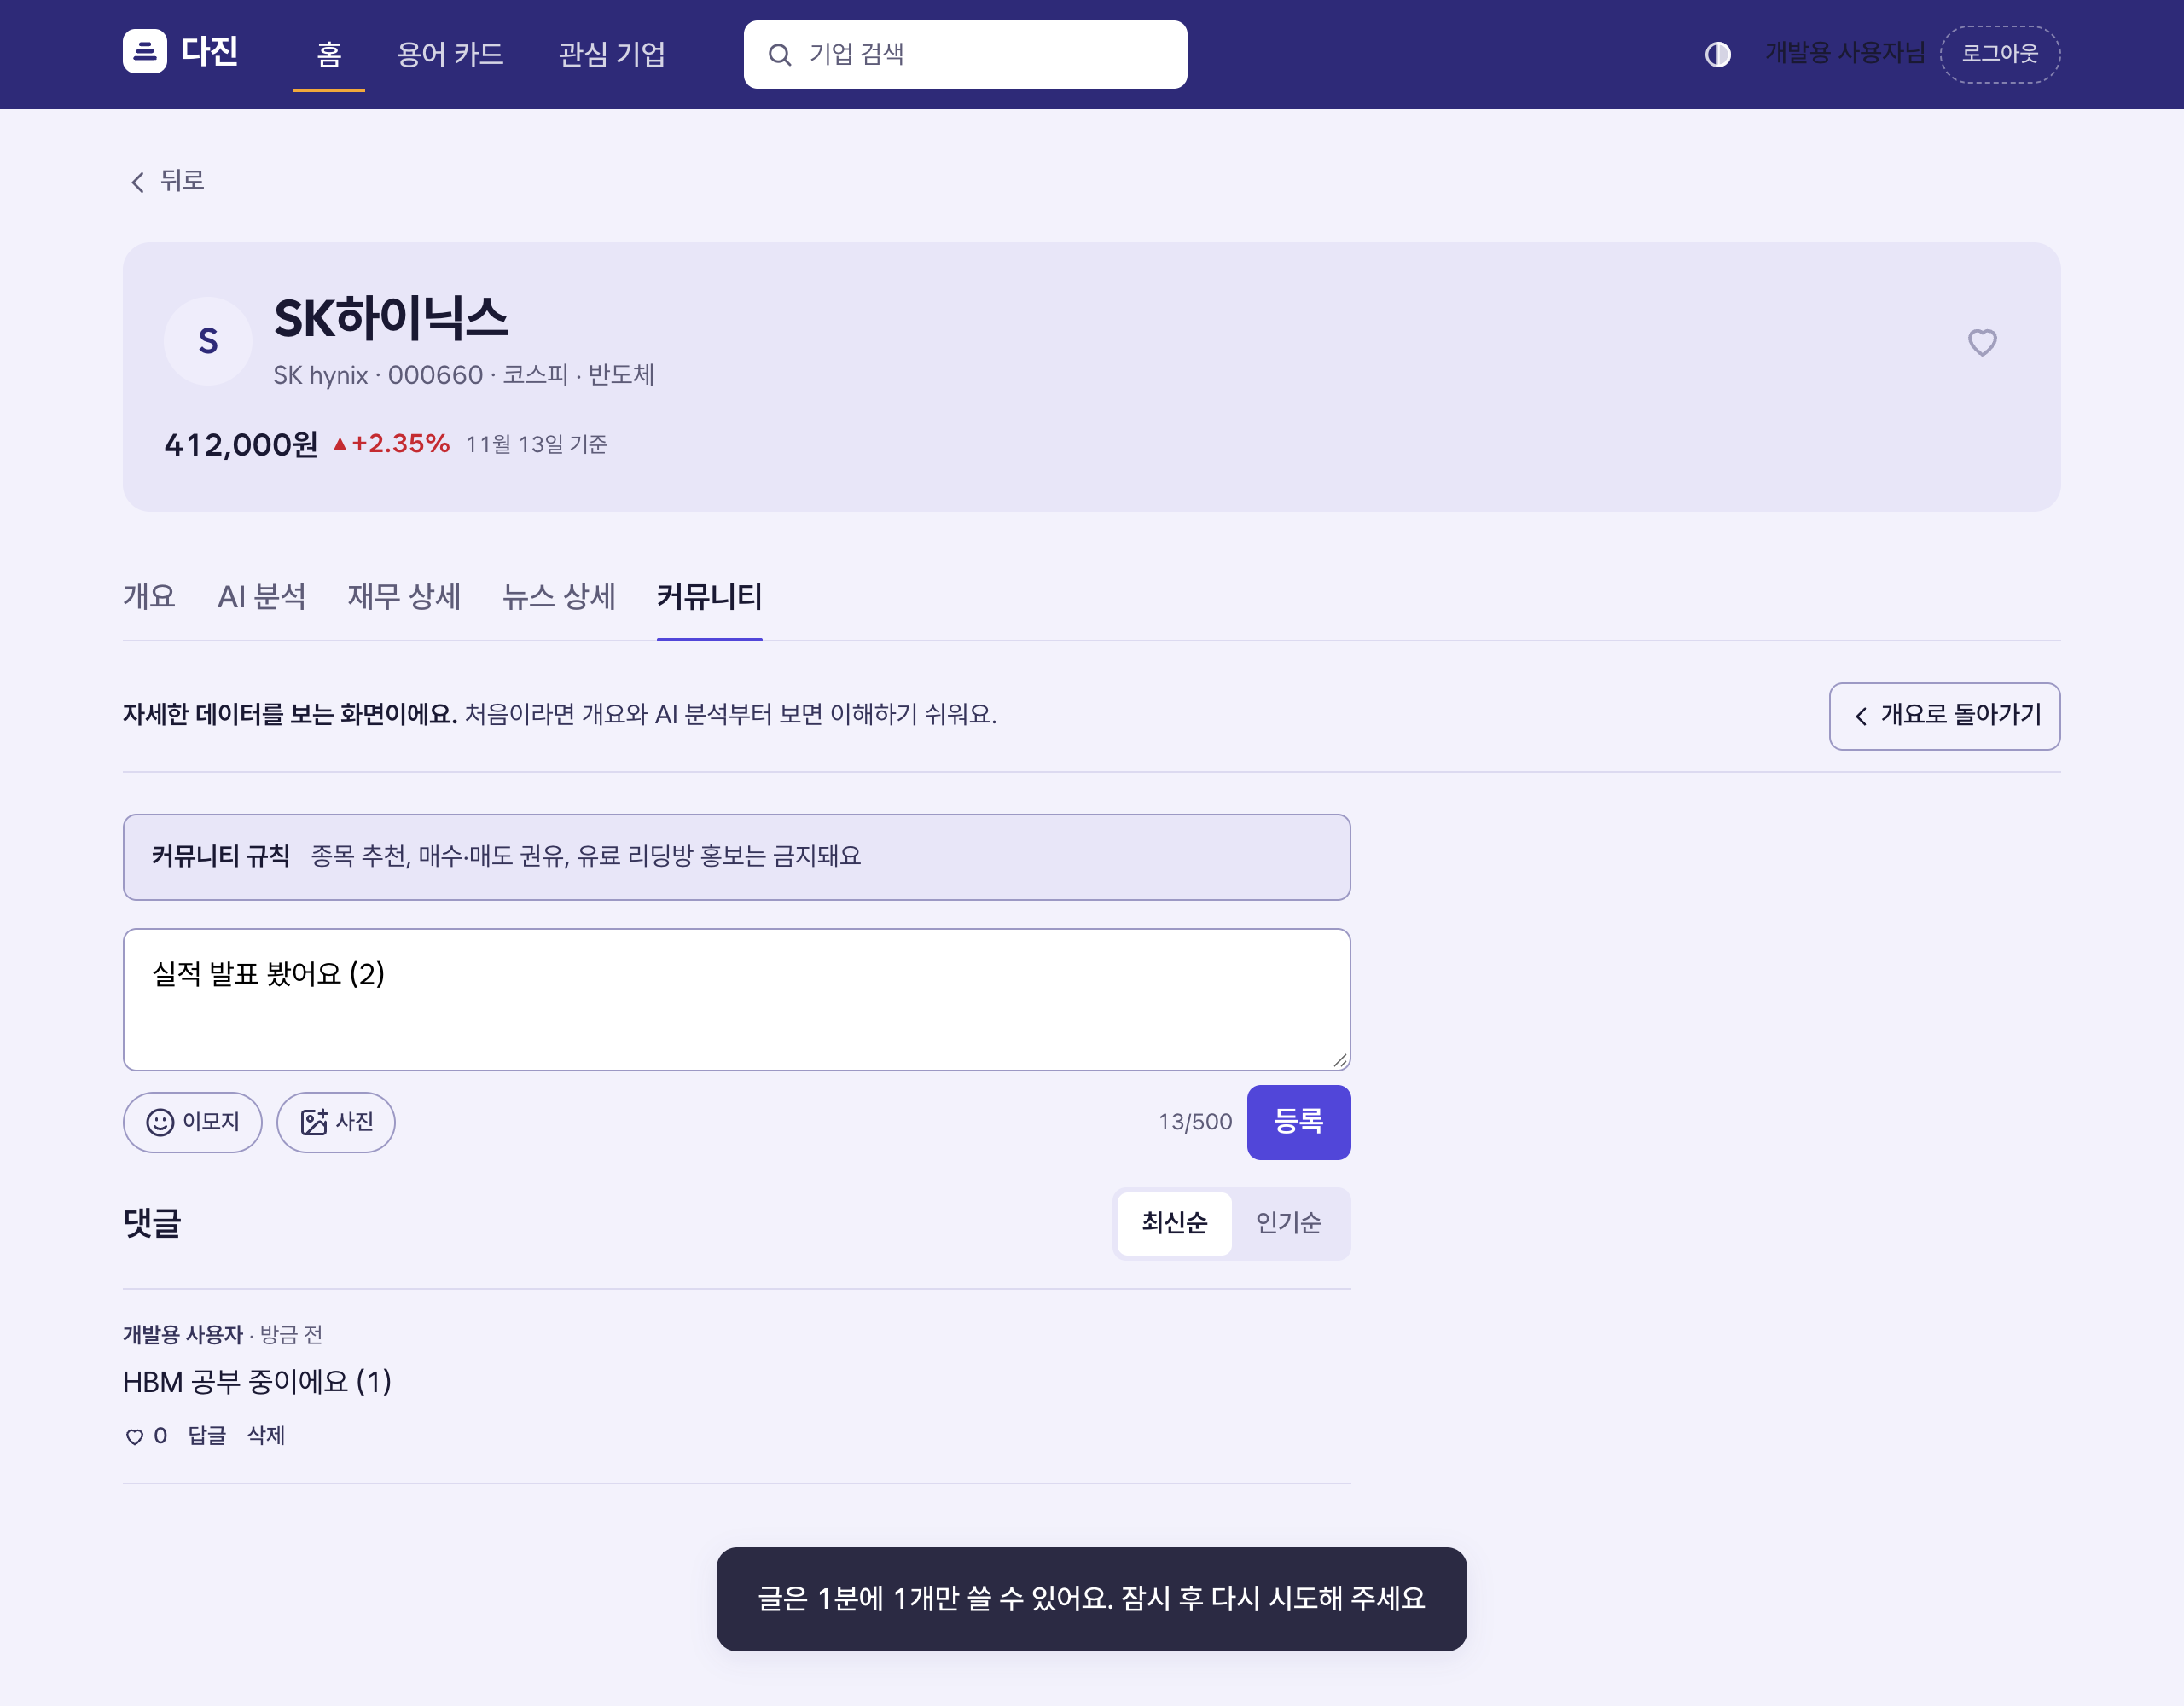 다진
홈 용어 카드 관심 기업 기업 검색 개발용 사용자님 로그아웃
뒤로
S
SK하이닉스
SK hynix · 000660 · 코스피 · 반도체
412,000원 ▲+2.35% 11월 13일 기준
개요 AI 분석 재무 상세 뉴스 상세 커뮤니티
자세한 데이터를 보는 화면이에요. 처음이라면 개요와 AI 분석부터 보면 이해하기 쉬워요.
개요로 돌아가기
커뮤니티 규칙 종목 추천, 매수·매도 권유, 유료 리딩방 홍보는 금지돼요
실적 발표 봤어요 (2)
이모지 사진 13/500 등록
댓글 최신순 인기순
개발용 사용자 · 방금 전
HBM 공부 중이에요 (1)
0 답글 삭제
글은 1분에 1개만 쓸 수 있어요. 잠시 후 다시 시도해 주세요